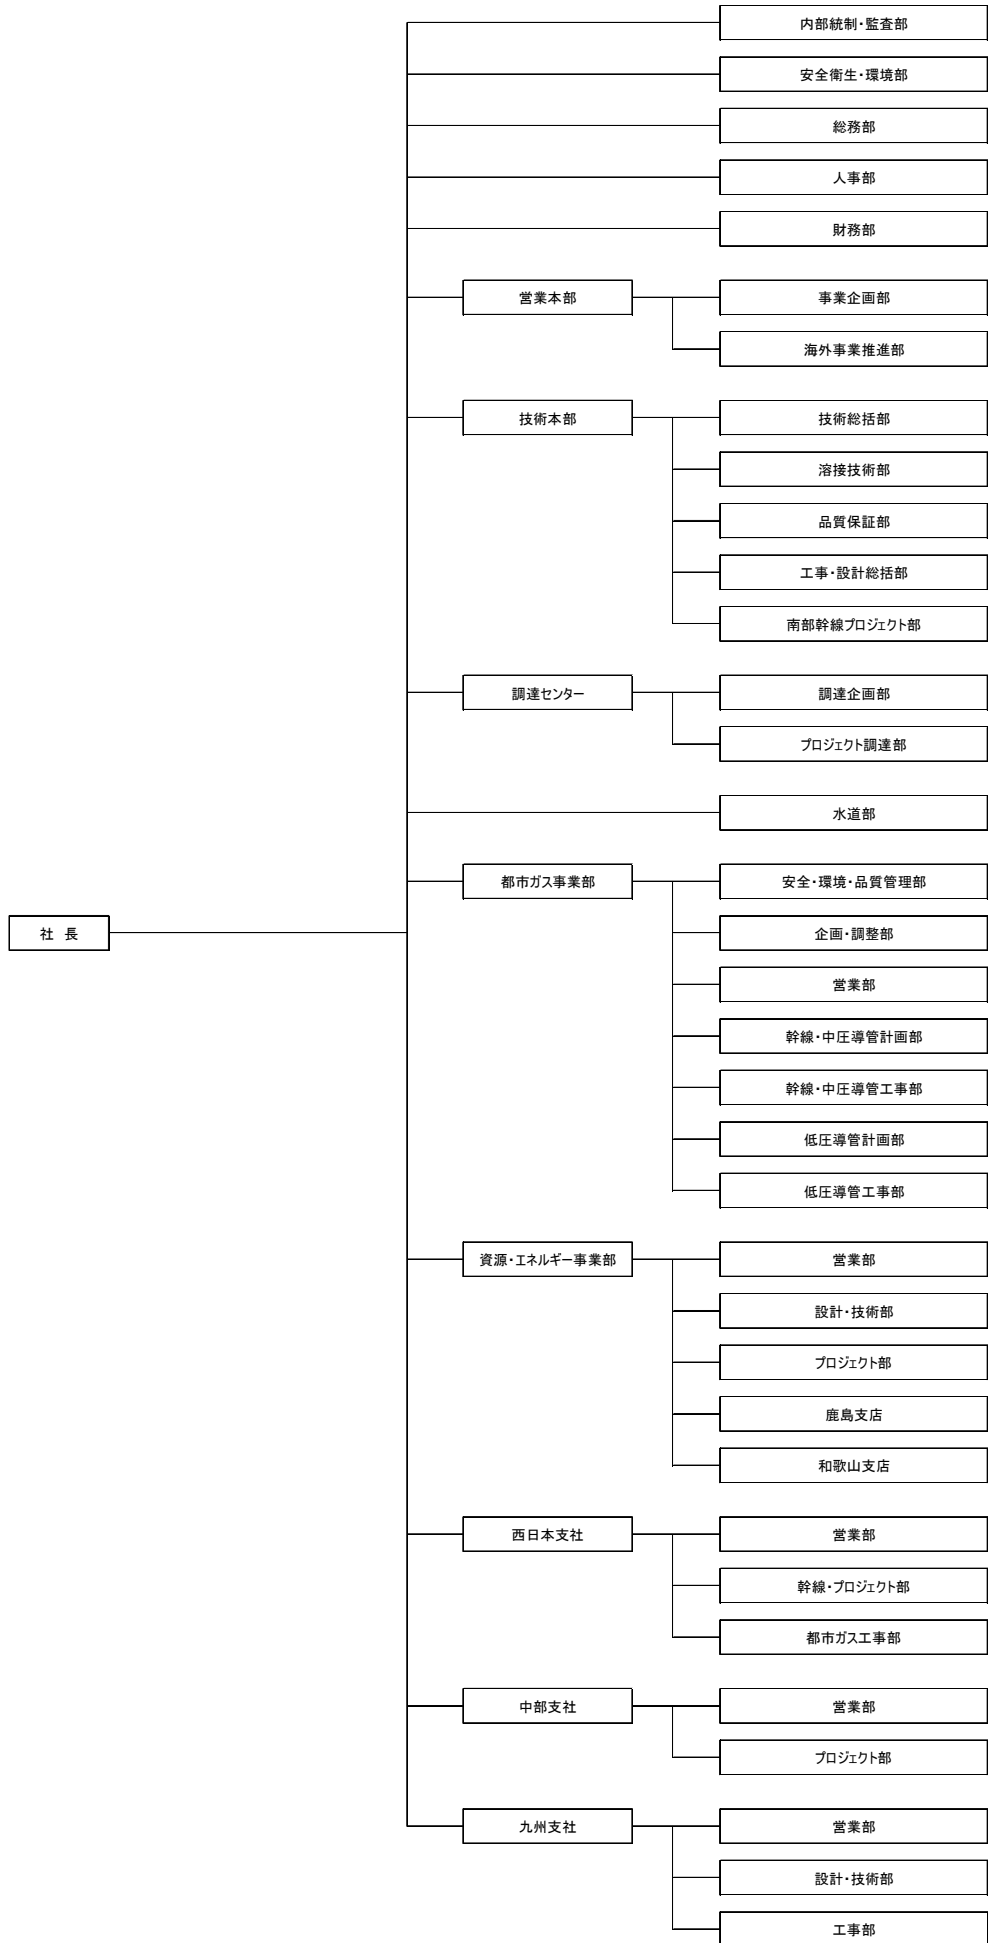 内部統制・監査部
安全衛生・環境部
総務部
人事部
財務部
営業本部
事業企画部
海外事業推進部
技術本部
技術総括部
溶接技術部
品質保証部
工事・設計総括部
南部幹線プロジェクト部
調達センター
調達企画部
プロジェクト調達部
水道部
都市ガス事業部
安全・環境・品質管理部
社 長
企画・調整部
営業部
幹線・中圧導管計画部
幹線・中圧導管工事部
低圧導管計画部
低圧導管工事部
資源・エネルギー事業部
営業部
設計・技術部
プロジェクト部
鹿島支店
和歌山支店
西日本支社
営業部
幹線・プロジェクト部
都市ガス工事部
中部支社
営業部
プロジェクト部
九州支社
営業部
設計・技術部
工事部